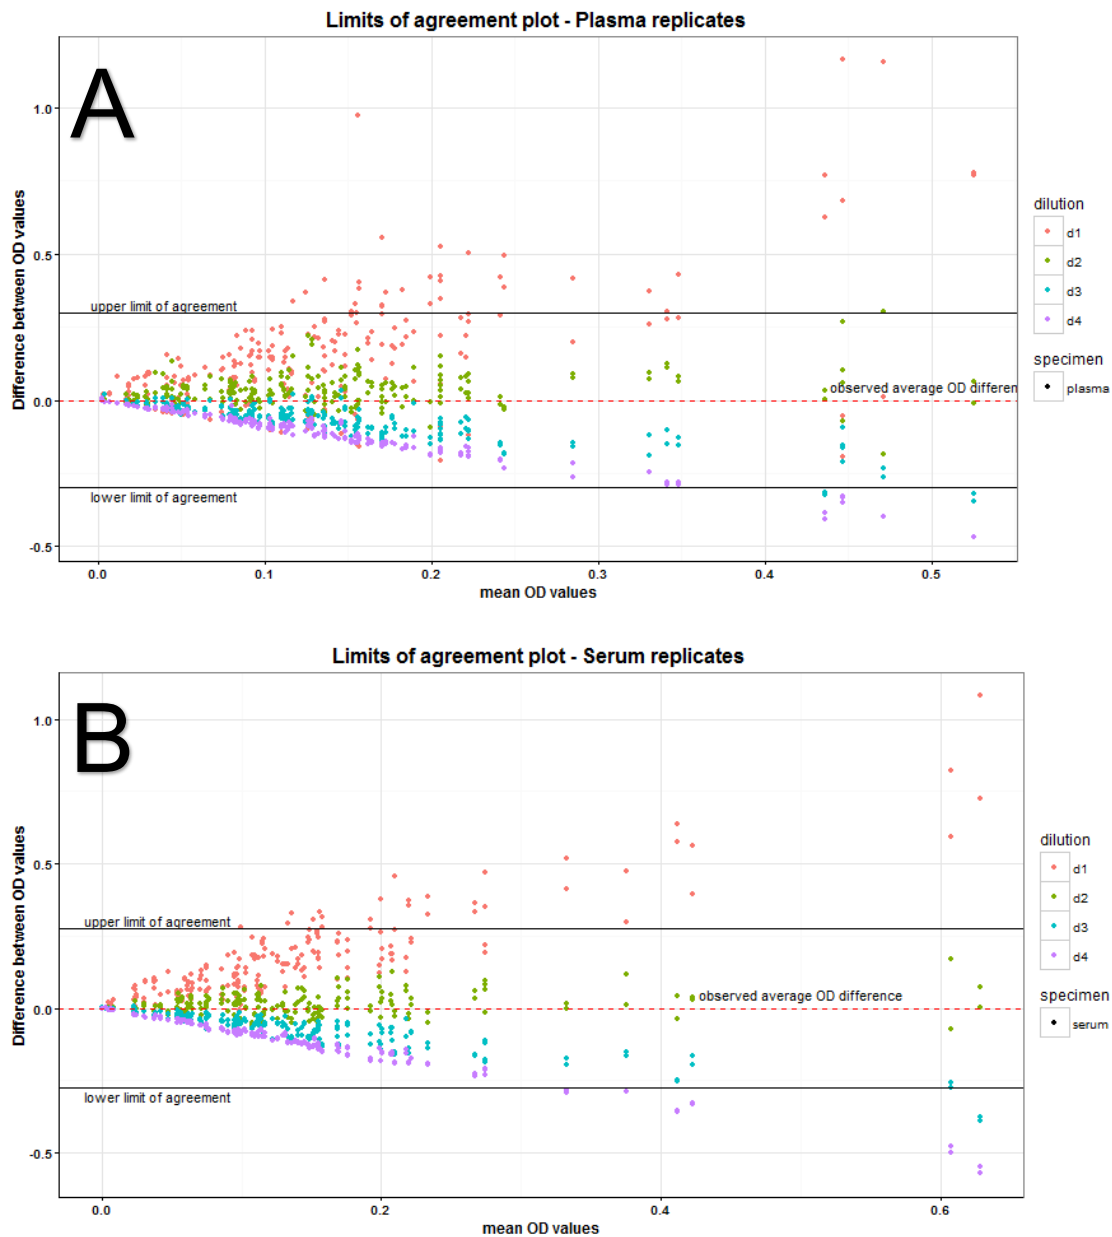 Limits of agreement plot - Plasma replicates
A
Difference between OD values
1.0
0.5
0.0
-0.5
upper limit of agreement
observed average OD differen
lower limit of agreement
0.0 0.1 0.2 0.3 0.4 0.5
mean OD values
dilution
d1
d2
d3
d4
specimen
plasma
Limits of agreement plot - Serum replicates
B
Difference between OD values
1.0
0.5
0.0
-0.5
upper limit of agreement
observed average OD difference
lower limit of agreement
0.0 0.2 0.4 0.6
mean OD values
dilution
d1
d2
d3
d4
specimen
serum